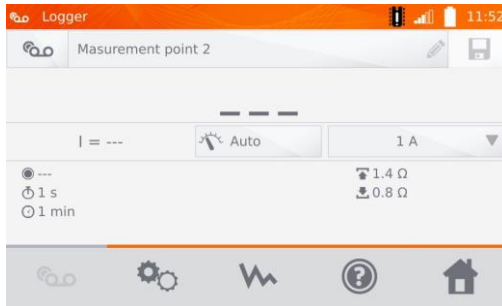 Logger 11:52
Masurement point 2
– – –
I = --- Auto 1 A
--- 1.4 Ω
1 s 0.8 Ω
1 min